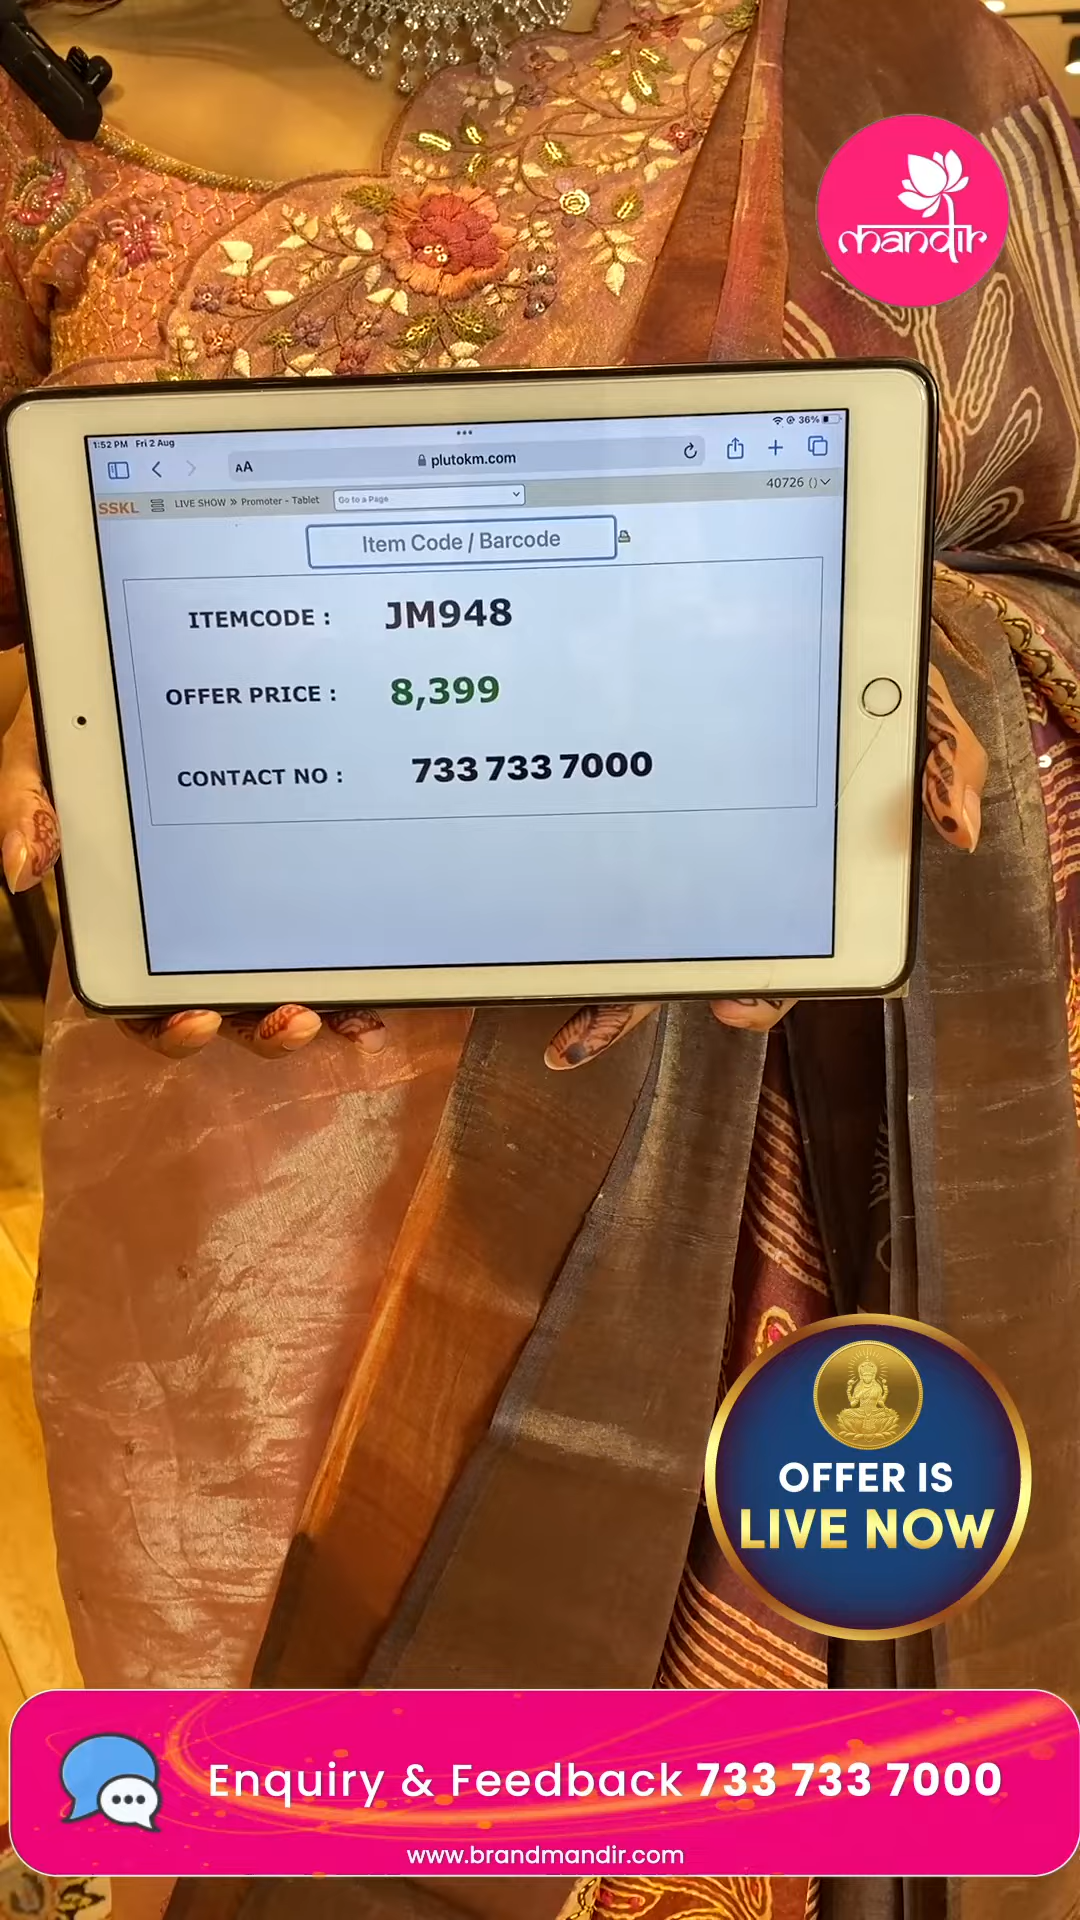 mandir
1:52 PM Fri 2 Aug
36%
AA
plutokm.com
SSKL
LIVE SHOW » Promoter - Tablet
Go to a Page
40726 ()
Item Code / Barcode
ITEMCODE : JM948
OFFER PRICE : 8,399
CONTACT NO : 733 733 7000
OFFER IS
LIVE NOW
Enquiry & Feedback 733 733 7000
www.brandmandir.com